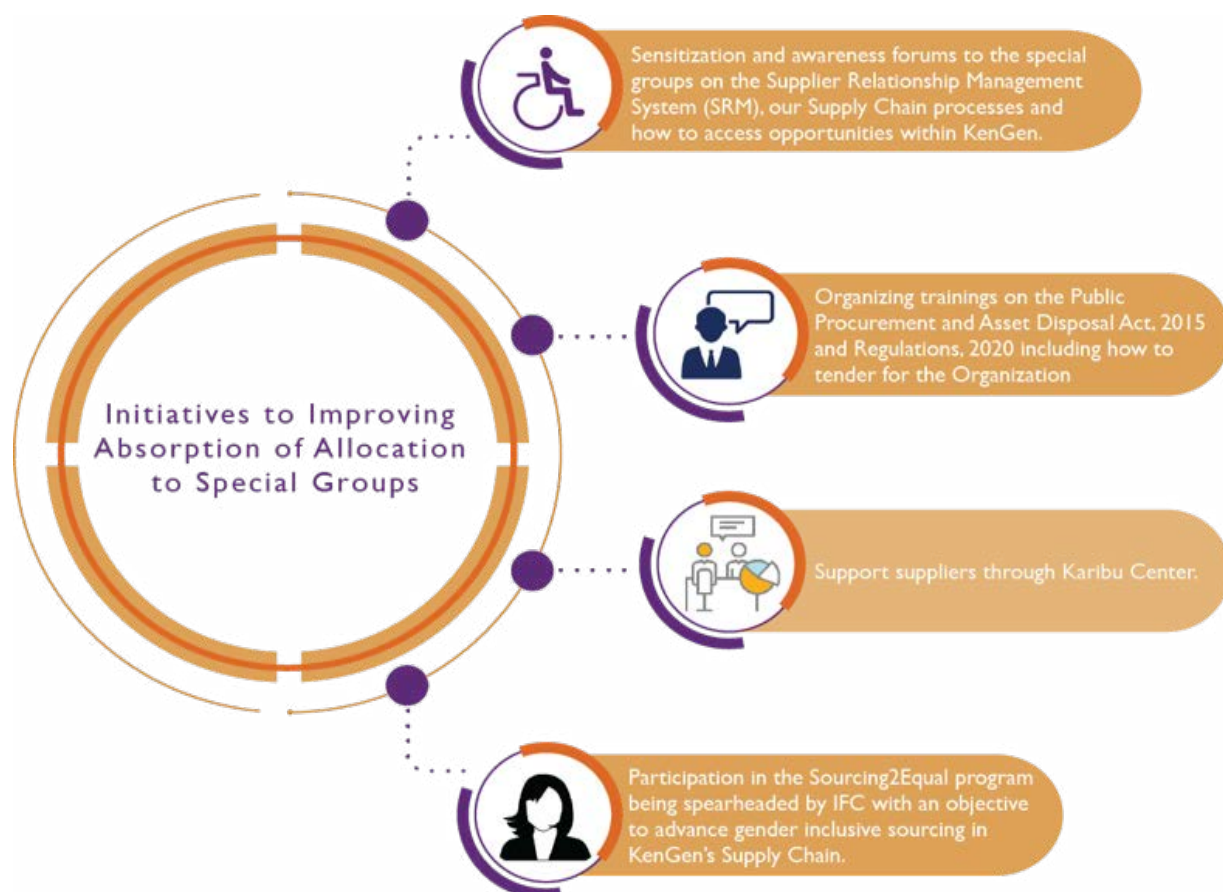 Sensitization and awareness forums to the special
groups on the Supplier Relationship Management
System (SRM), our Supply Chain processes and
how to access opportunities within KenGen.
Organizing trainings on the Public
Procurement and Asset Disposal Act, 2015
and Regulations, 2020 including how to
tender for the Organization
Initiatives to Improving
Absorption of Allocation
to Special Groups
Support suppliers through Karibu Center.
Participation in the Sourcing2Equal program
being spearheaded by IFC with an objective
to advance gender inclusive sourcing in
KenGen's Supply Chain.